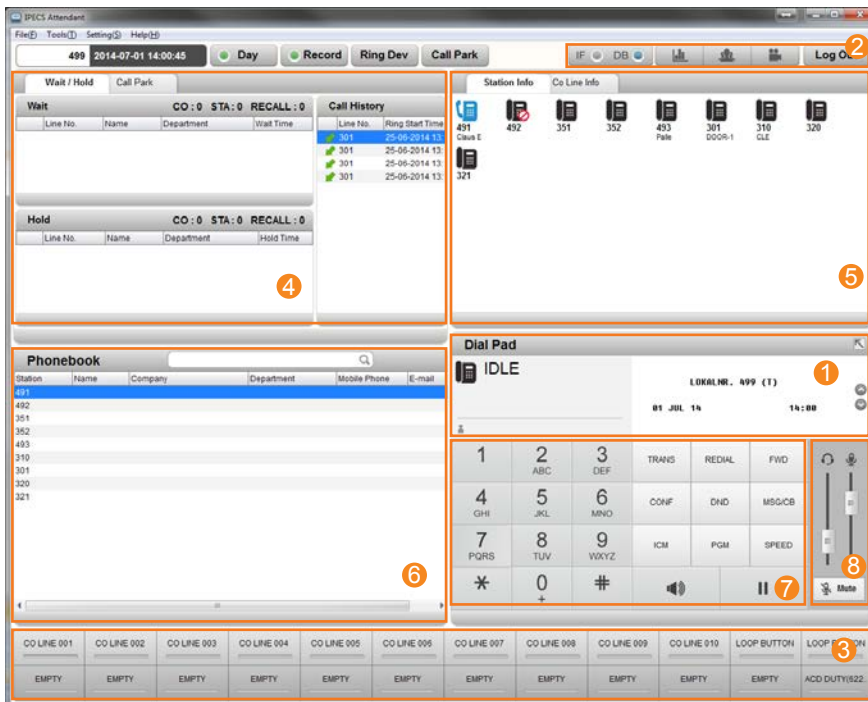 IPECS Attendant
File(F) Tools(T) Setting(S) Help(H)
499 2014-07-01 14:00:45 Day Record Ring Dev Call Park IF DB Log Ou
2
Wait / Hold Call Park
Wait CO : 0 STA : 0 RECALL : 0
Line No. Name Department Wait Time
Hold CO : 0 STA : 0 RECALL : 0
Line No. Name Department Hold Time
4
Call History
Line No. Ring Start Time
301 25-06-2014 13:
301 25-06-2014 13:
301 25-06-2014 13:
301 25-06-2014 13:
Station Info Co Line Info
491 492 351 352 493 301 310 320
Claus E Palle DOOR-1 CLE
321
5
Phonebook
Station Name Company Department Mobile Phone E-mail
491
492
351
352
493
310
301
320
321
6
Dial Pad
IDLE
LOKALNR. 499 (T)
01 JUL 14 14:00
1
1 2 ABC 3 DEF TRANS REDIAL FWD
4 GHI 5 JKL 6 MNO CONF DND MSG/CB
7 PQRS 8 TUV 9 WXYZ ICM PGM SPEED
* 0 + #
7
8
Mute
CO LINE 001 CO LINE 002 CO LINE 003 CO LINE 004 CO LINE 005 CO LINE 006 CO LINE 007 CO LINE 008 CO LINE 009 CO LINE 010 LOOP BUTTON LOOP BUTTON
3
EMPTY EMPTY EMPTY EMPTY EMPTY EMPTY EMPTY EMPTY EMPTY EMPTY EMPTY ACD DUTY(622..